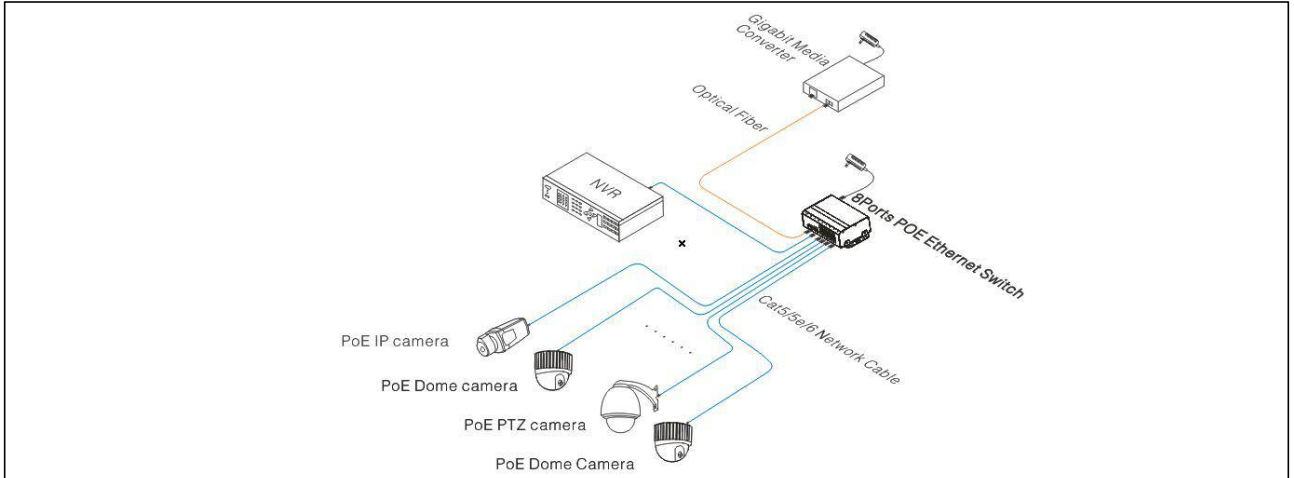 Gigabit Media
Converter
Optical Fiber
NVR
8Ports POE Ethernet Switch
Cat5/5e/6 Network Cable
PoE IP camera
PoE Dome camera
PoE PTZ camera
PoE Dome Camera